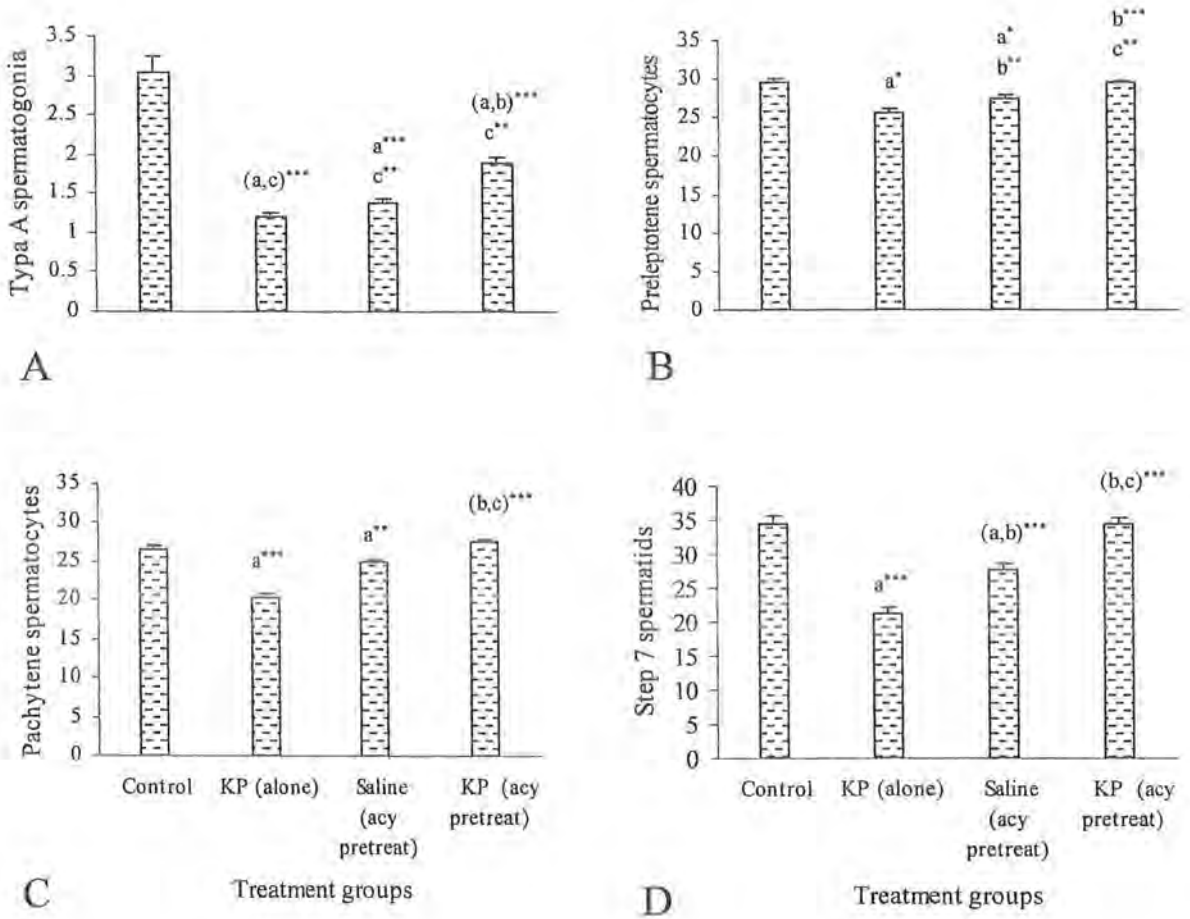 Typa A spermatogonia
3.5
3
2.5
2
1.5
1
0.5
0
(a,c)***
a***
c**
(a,b)***
c**
A
Preleptotene spermatocytes
35
30
25
20
15
10
5
0
a*
a*
b**
b***
c**
B
Pachytene spermatocytes
35
30
25
20
15
10
5
0
a***
a**
(b,c)***
Control
KP (alone)
Saline
(acy
pretreat)
KP (acy
pretreat)
C
Treatment groups
Step 7 spermatids
40
35
30
25
20
15
10
5
0
a***
(a,b)***
(b,c)***
Control
KP (alone)
Saline
(acy
pretreat)
KP (acy
pretreat)
D
Treatment groups